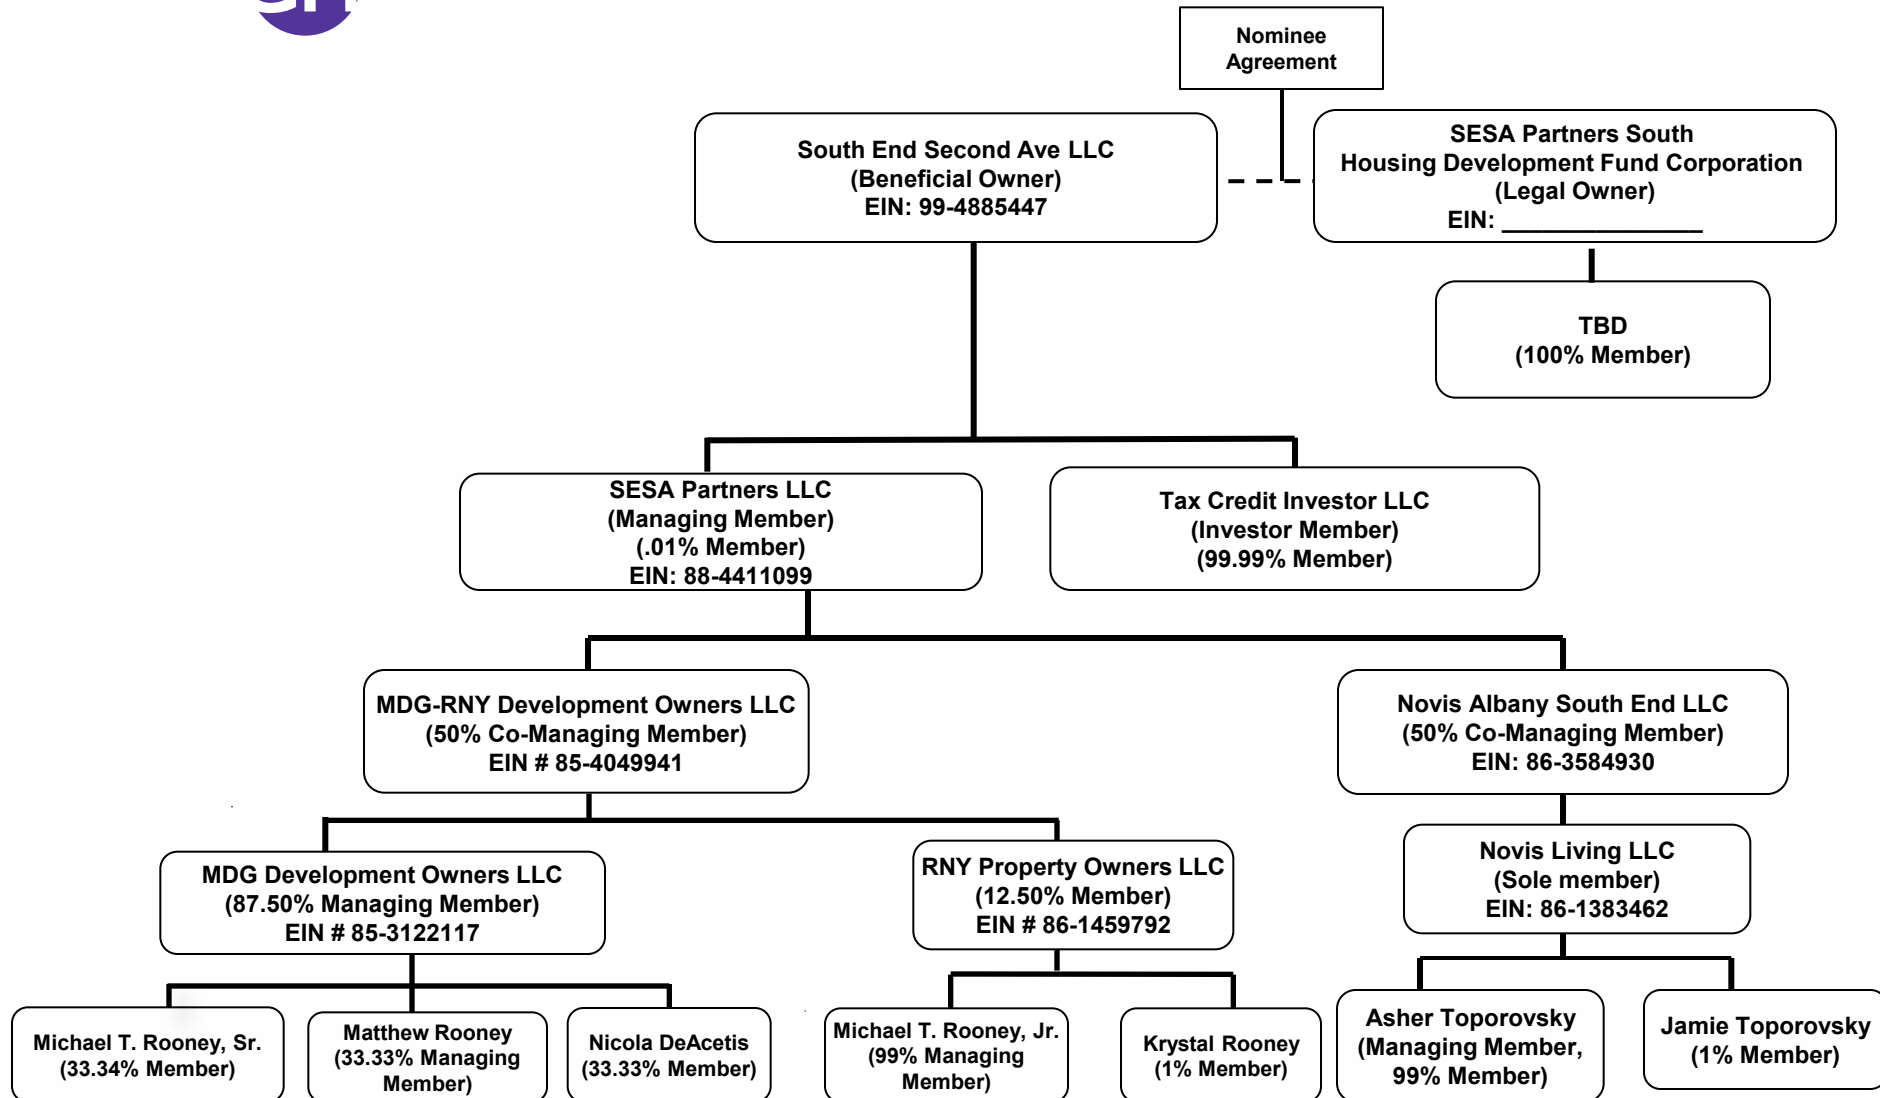 Nominee
Agreement
South End Second Ave LLC
(Beneficial Owner)
EIN: 99-4885447
SESA Partners South
Housing Development Fund Corporation
(Legal Owner)
EIN: _______________
TBD
(100% Member)
SESA Partners LLC
(Managing Member)
(.01% Member)
EIN: 88-4411099
Tax Credit Investor LLC
(Investor Member)
(99.99% Member)
MDG-RNY Development Owners LLC
(50% Co-Managing Member)
EIN # 85-4049941
Novis Albany South End LLC
(50% Co-Managing Member)
EIN: 86-3584930
MDG Development Owners LLC
(87.50% Managing Member)
EIN # 85-3122117
RNY Property Owners LLC
(12.50% Member)
EIN # 86-1459792
Novis Living LLC
(Sole member)
EIN: 86-1383462
Michael T. Rooney, Sr.
(33.34% Member)
Matthew Rooney
(33.33% Managing
Member)
Nicola DeAcetis
(33.33% Member)
Michael T. Rooney, Jr.
(99% Managing
Member)
Krystal Rooney
(1% Member)
Asher Toporovsky
(Managing Member,
99% Member)
Jamie Toporovsky
(1% Member)